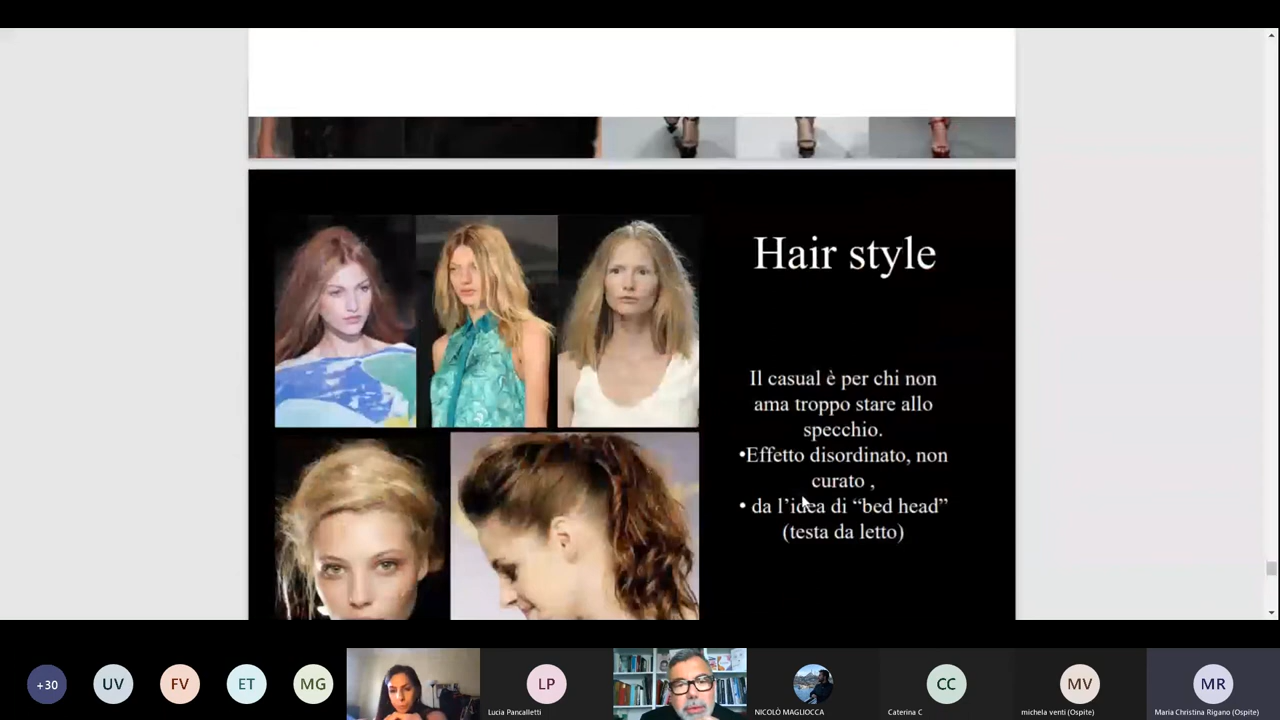 Hair style
Il casual è per chi non
ama troppo stare allo
specchio.
•Effetto disordinato, non
curato ,
• da l’idea di “bed head”
(testa da letto)
+30
UV
FV
ET
MG
LP
CC
MV
MR
Lucia Pancalletti
NICOLÒ MAGLIOCCA
Caterina C
michela venti (Ospite)
Maria Christina Rigano (Ospite)